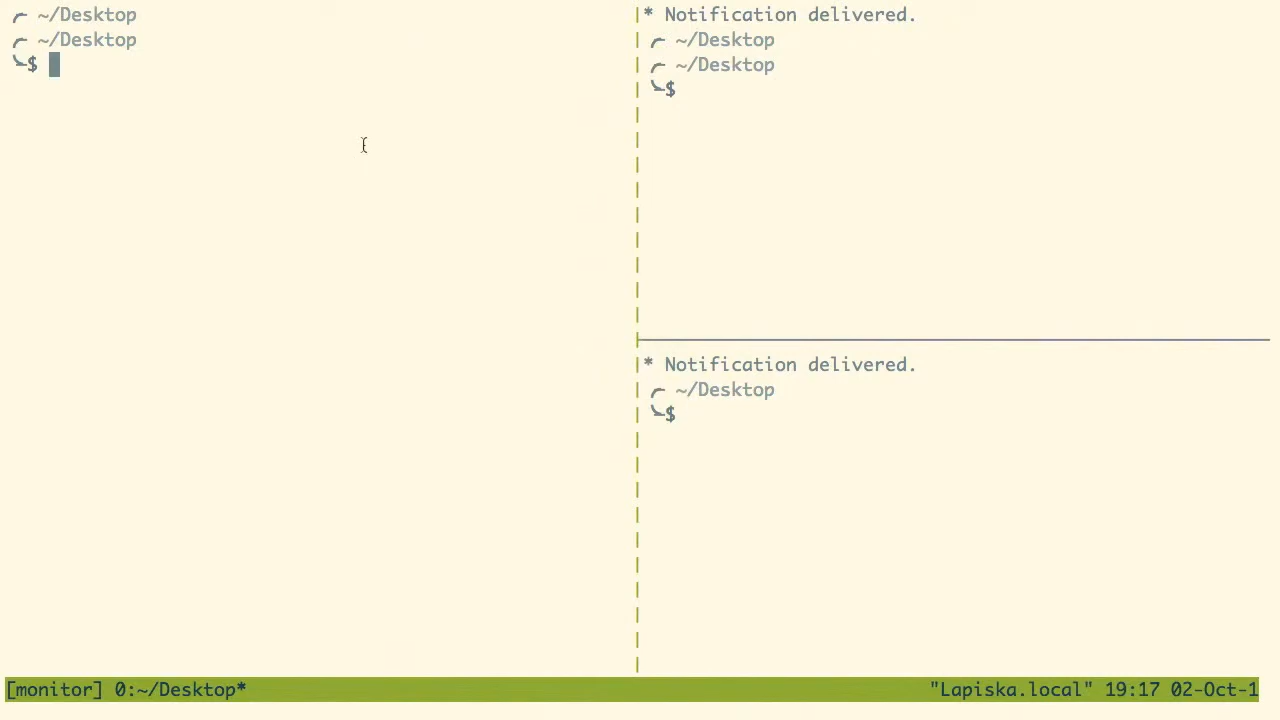 ~/Desktop
~/Desktop
$
* Notification delivered.
~/Desktop
~/Desktop
$
* Notification delivered.
~/Desktop
$
[monitor] 0:~/Desktop*
"Lapiska.local" 19:17 02-Oct-1